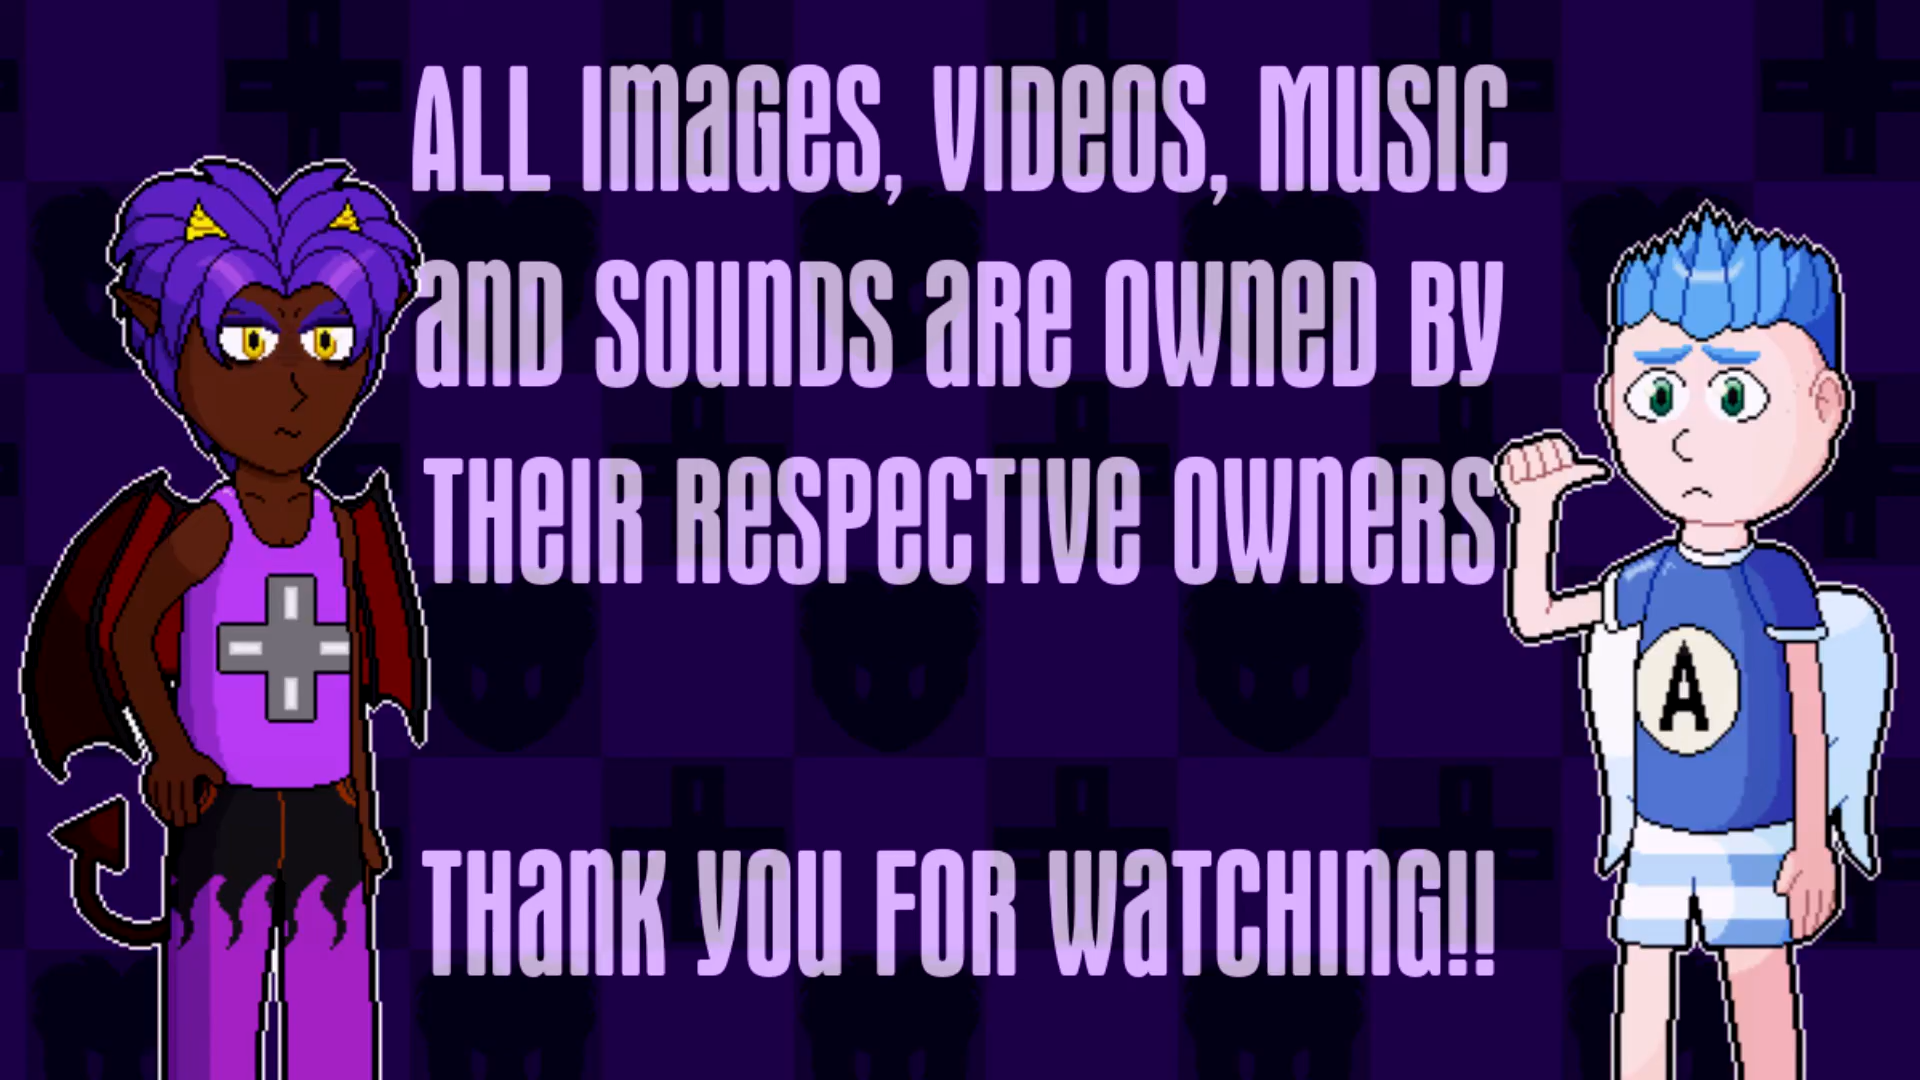 ALL IMAGES, VIDEOS, MUSIC
AND SOUNDS ARE OWNED BY
THEIR RESPECTIVE OWNERS
A
THANK YOU FOR WATCHING!!